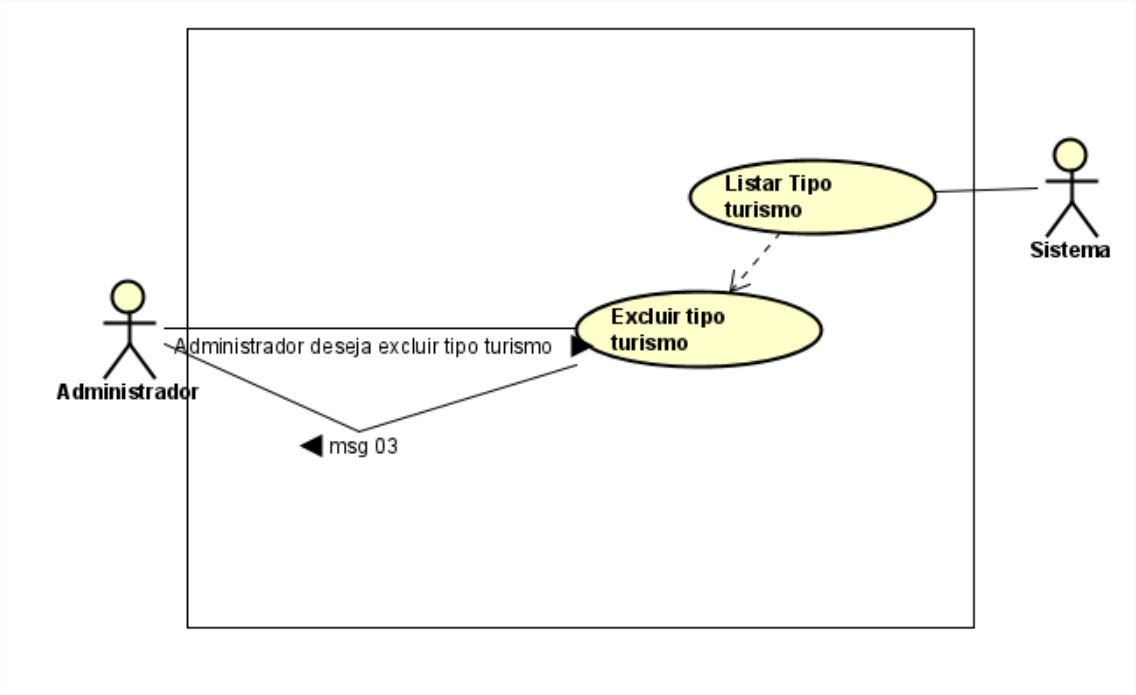 Listar Tipo
turismo
Sistema
Excluir tipo
turismo
Administrador deseja excluir tipo turismo
Administrador
msg 03